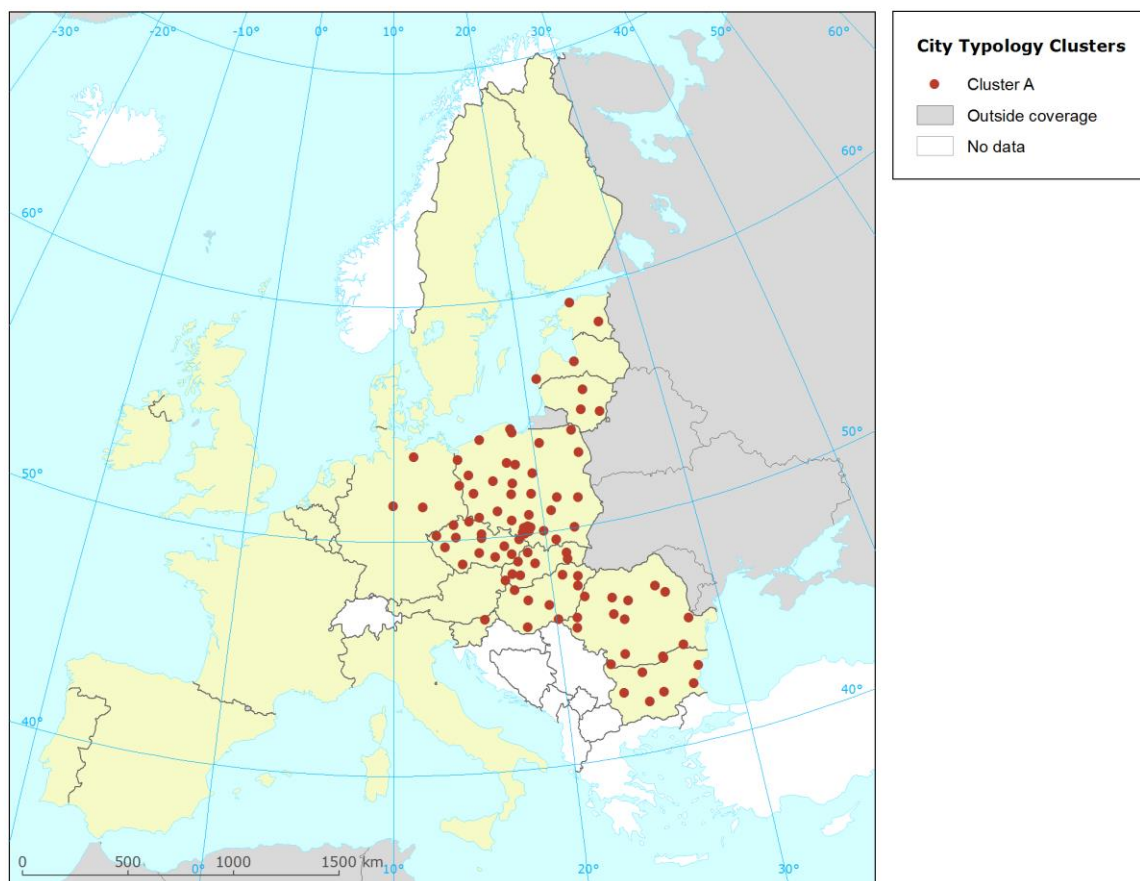 -30° -20° -10° 0° 10° 20° 30° 40° 50° 60°
60°
60°
50°
50°
40°
40°
0 500 1000 1500 km
0° 10° 20° 30°
City Typology Clusters
Cluster A
Outside coverage
No data